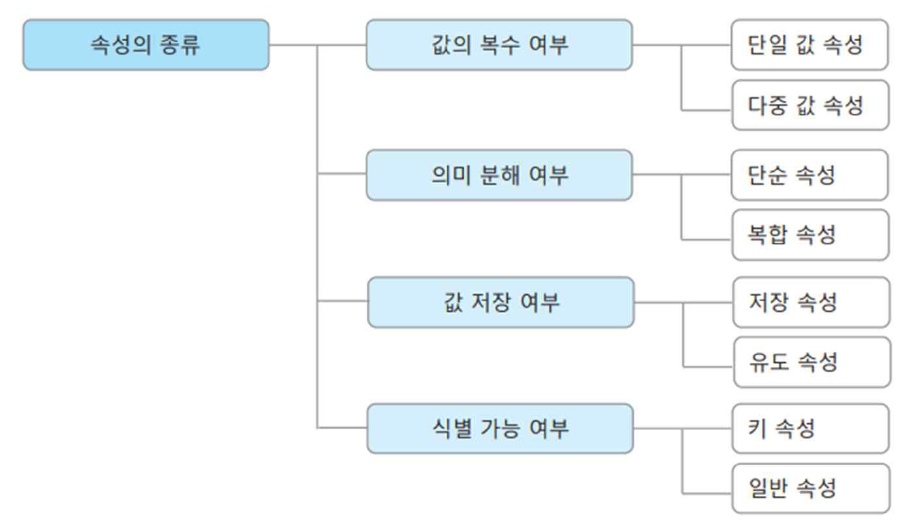 속성의 종류
값의 복수 여부
단일 값 속성
다중 값 속성
의미 분해 여부
단순 속성
복합 속성
값 저장 여부
저장 속성
유도 속성
식별 가능 여부
키 속성
일반 속성